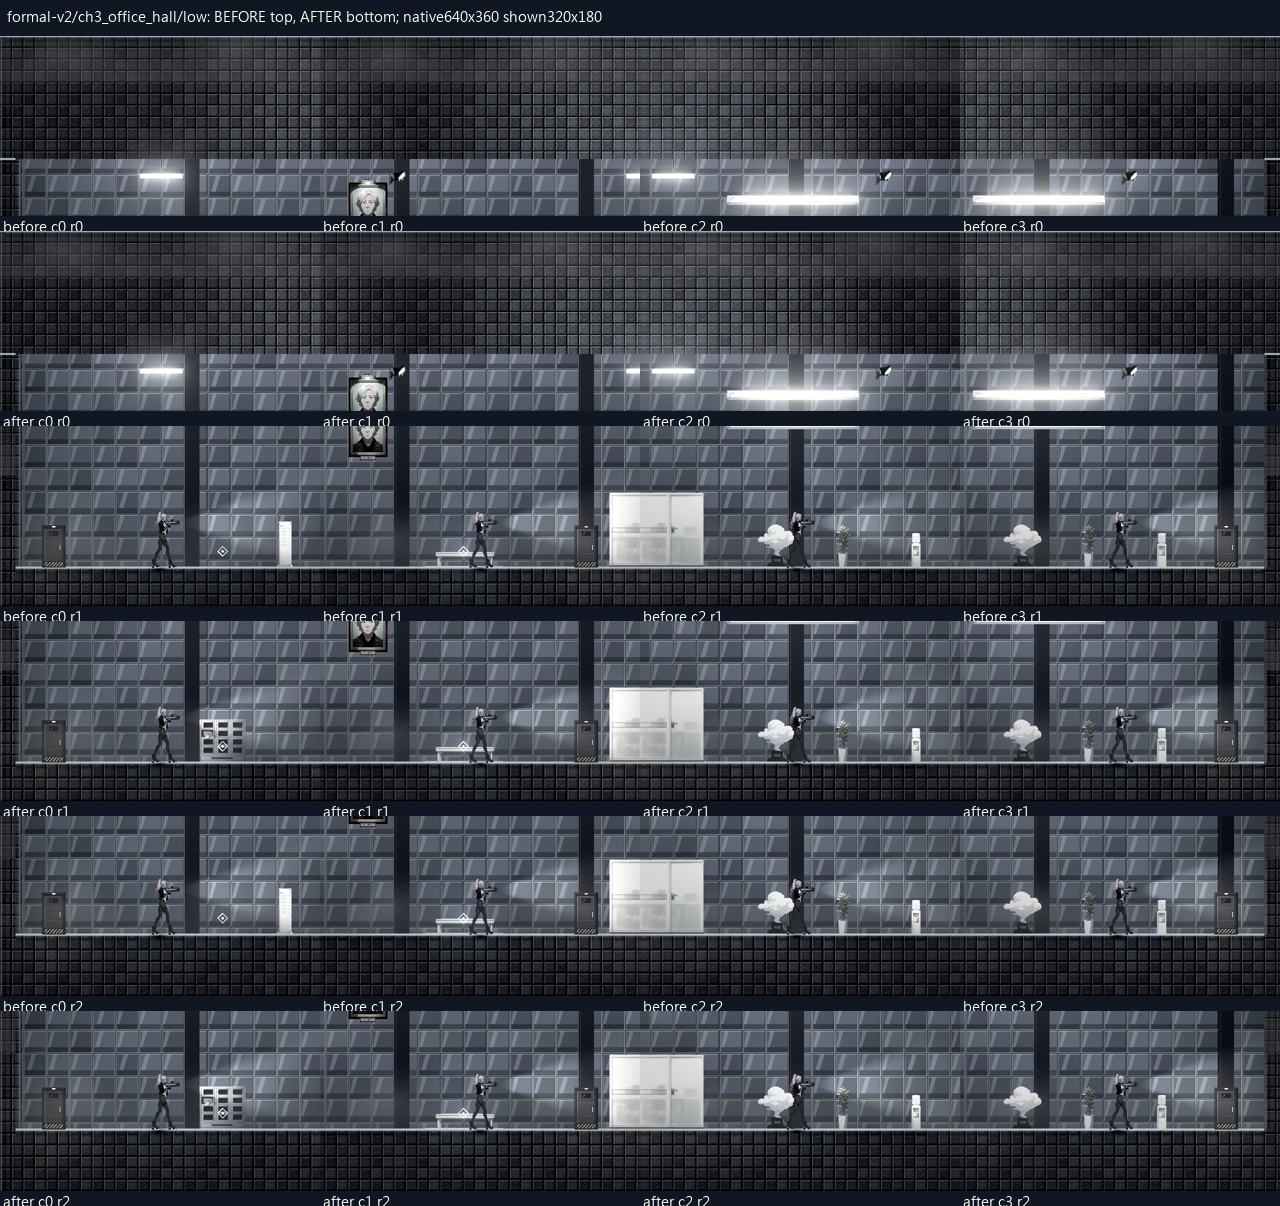 formal-v2/ch3_office_hall/low: BEFORE top, AFTER bottom; native640x360 shown320x180
before c0 r0
before c1 r0
before c2 r0
before c3 r0
after c0 r0
after c1 r0
after c2 r0
after c3 r0
before c0 r1
before c1 r1
before c2 r1
before c3 r1
after c0 r1
after c1 r1
after c2 r1
after c3 r1
before c0 r2
before c1 r2
before c2 r2
before c3 r2
after c0 r2
after c1 r2
after c2 r2
after c3 r2